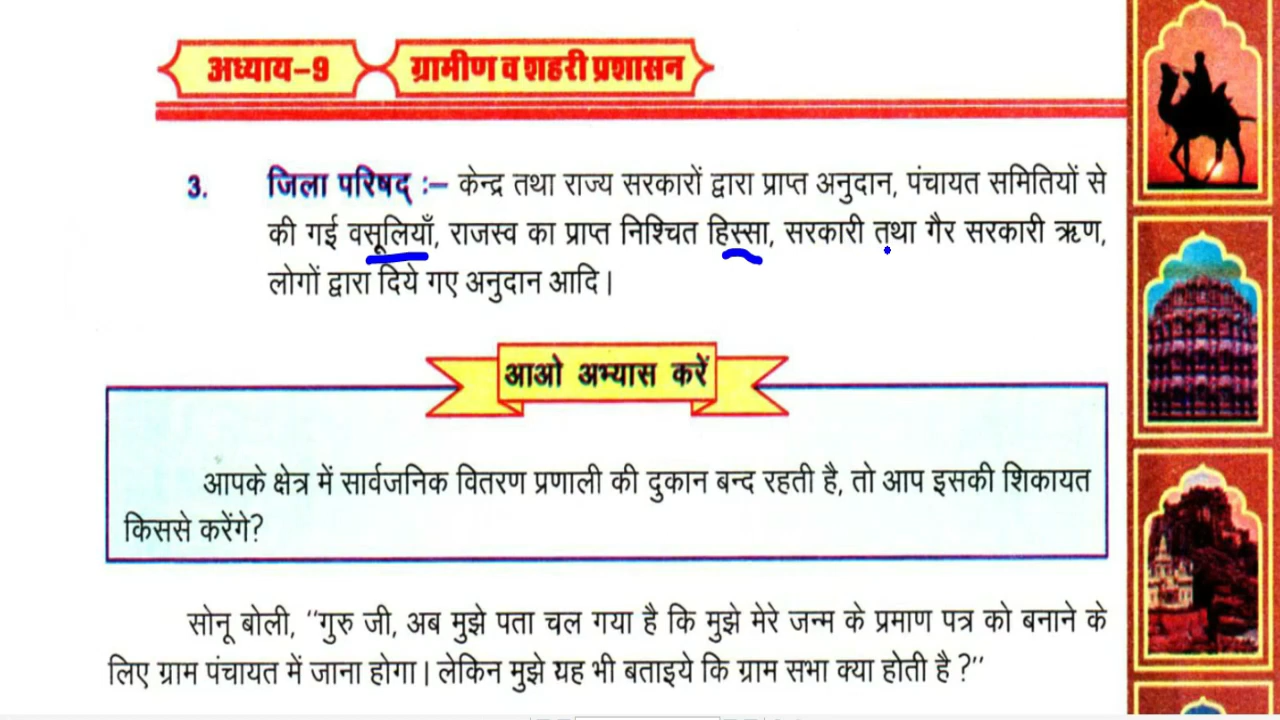 अध्याय-9 ग्रामीण व शहरी प्रशासन
3. जिला परिषद् :– केन्द्र तथा राज्य सरकारों द्वारा प्राप्त अनुदान, पंचायत समितियों से
की गई वसूलियाँ, राजस्व का प्राप्त निश्चित हिस्सा, सरकारी तथा गैर सरकारी ऋण,
लोगों द्वारा दिये गए अनुदान आदि।
आओ अभ्यास करें
आपके क्षेत्र में सार्वजनिक वितरण प्रणाली की दुकान बन्द रहती है, तो आप इसकी शिकायत
किससे करेंगे?
सोनू बोली, ‘‘गुरु जी, अब मुझे पता चल गया है कि मुझे मेरे जन्म के प्रमाण पत्र को बनाने के
लिए ग्राम पंचायत में जाना होगा। लेकिन मुझे यह भी बताइये कि ग्राम सभा क्या होती है ?’’